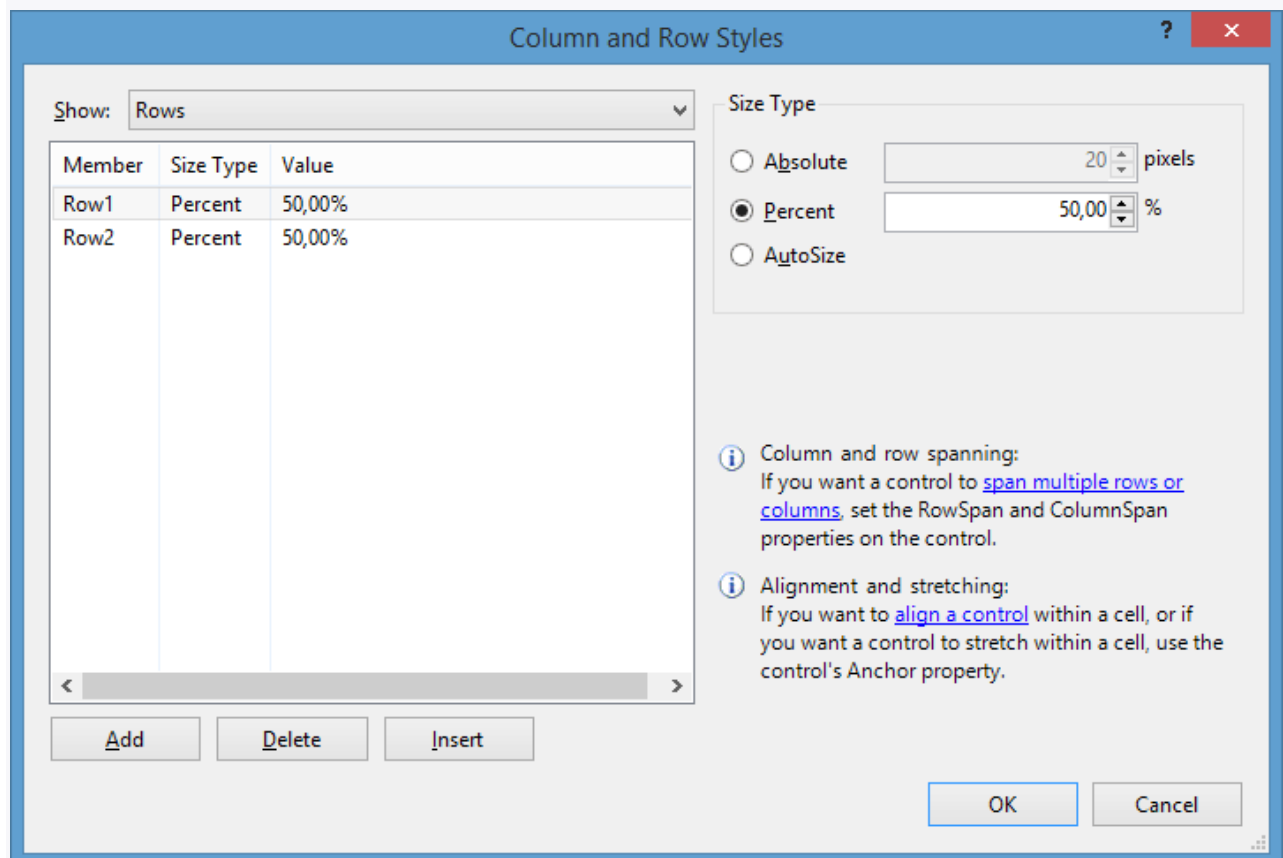 Column and Row Styles
?
Show: Rows
Member Size Type Value
Row1 Percent 50,00%
Row2 Percent 50,00%
Add Delete Insert
Size Type
Absolute 20 pixels
Percent 50,00 %
AutoSize
Column and row spanning:
If you want a control to span multiple rows or
columns, set the RowSpan and ColumnSpan
properties on the control.
Alignment and stretching:
If you want to align a control within a cell, or if
you want a control to stretch within a cell, use the
control's Anchor property.
OK Cancel